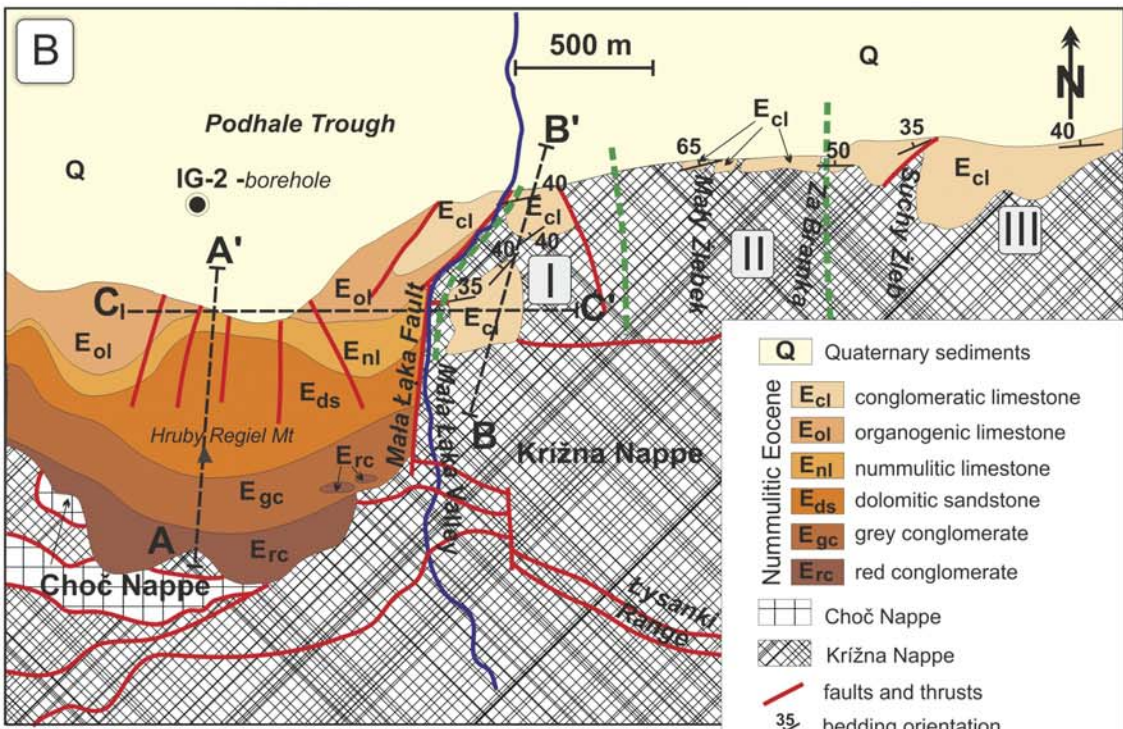 B
500 m
Q
N
Podhale Trough
Q
IG-2 -borehole
B'
E_cl
65
35
40
50
E_cl
40
E_cl
E_cl
40
40
Mały Żlebek
Za Bramką
Suchy Żleb
I
II
III
A'
C
35
C'
E_ol
E_ol
E_nl
E_cl
E_ds
Mała Łąka Fault
Mała Łąka Valley
Hruby Regiel Mt
E_rc
B
Križna Nappe
E_gc
A
E_rc
Choč Nappe
Łysanki
Range
Nummulitic Eocene
Q Quaternary sediments
E_cl conglomeratic limestone
E_ol organogenic limestone
E_nl nummulitic limestone
E_ds dolomitic sandstone
E_gc grey conglomerate
E_rc red conglomerate
Choč Nappe
Krížna Nappe
faults and thrusts
35 bedding orientation